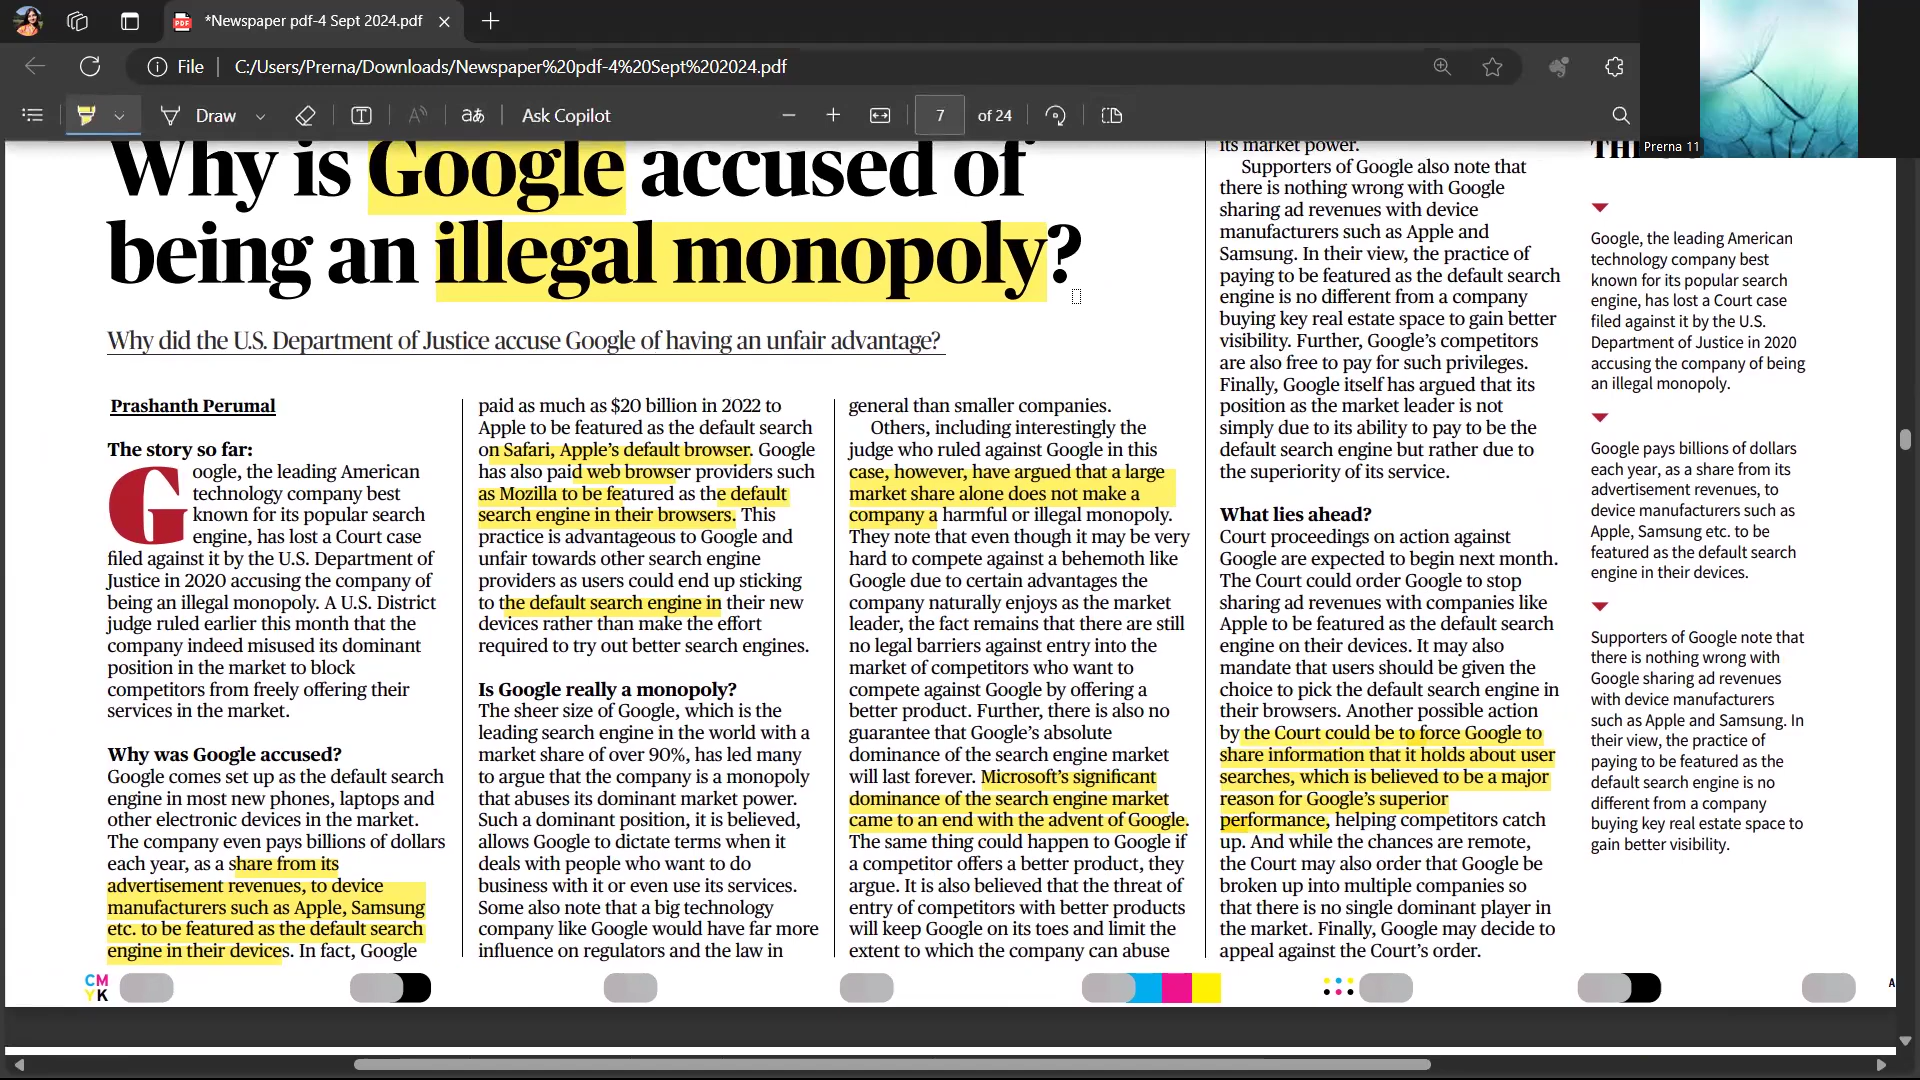 *Newspaper pdf-4 Sept 2024.pdf
File
C:/Users/Prerna/Downloads/Newspaper%20pdf-4%20Sept%202024.pdf
Draw
Ask Copilot
7
of 24
Prerna 11
Why is Google accused of
being an illegal monopoly?
Why did the U.S. Department of Justice accuse Google of having an unfair advantage?
Prashanth Perumal
The story so far:
Google, the leading American
technology company best
known for its popular search
engine, has lost a Court case
filed against it by the U.S. Department of
Justice in 2020 accusing the company of
being an illegal monopoly. A U.S. District
judge ruled earlier this month that the
company indeed misused its dominant
position in the market to block
competitors from freely offering their
services in the market.
Why was Google accused?
Google comes set up as the default search
engine in most new phones, laptops and
other electronic devices in the market.
The company even pays billions of dollars
each year, as a share from its
advertisement revenues, to device
manufacturers such as Apple, Samsung
etc. to be featured as the default search
engine in their devices. In fact, Google
paid as much as $20 billion in 2022 to
Apple to be featured as the default search
on Safari, Apple's default browser. Google
has also paid web browser providers such
as Mozilla to be featured as the default
search engine in their browsers. This
practice is advantageous to Google and
unfair towards other search engine
providers as users could end up sticking
to the default search engine in their new
devices rather than make the effort
required to try out better search engines.
Is Google really a monopoly?
The sheer size of Google, which is the
leading search engine in the world with a
market share of over 90%, has led many
to argue that the company is a monopoly
that abuses its dominant market power.
Such a dominant position, it is believed,
allows Google to dictate terms when it
deals with people who want to do
business with it or even use its services.
Some also note that a big technology
company like Google would have far more
influence on regulators and the law in
general than smaller companies.
Others, including interestingly the
judge who ruled against Google in this
case, however, have argued that a large
market share alone does not make a
company a harmful or illegal monopoly.
They note that even though it may be very
hard to compete against a behemoth like
Google due to certain advantages the
company naturally enjoys as the market
leader, the fact remains that there are still
no legal barriers against entry into the
market of competitors who want to
compete against Google by offering a
better product. Further, there is also no
guarantee that Google's absolute
dominance of the search engine market
will last forever. Microsoft's significant
dominance of the search engine market
came to an end with the advent of Google.
The same thing could happen to Google if
a competitor offers a better product, they
argue. It is also believed that the threat of
entry of competitors with better products
will keep Google on its toes and limit the
extent to which the company can abuse
its market power.
Supporters of Google also note that
there is nothing wrong with Google
sharing ad revenues with device
manufacturers such as Apple and
Samsung. In their view, the practice of
paying to be featured as the default search
engine is no different from a company
buying key real estate space to gain better
visibility. Further, Google's competitors
are also free to pay for such privileges.
Finally, Google itself has argued that its
position as the market leader is not
simply due to its ability to pay to be the
default search engine but rather due to
the superiority of its service.
What lies ahead?
Court proceedings on action against
Google are expected to begin next month.
The Court could order Google to stop
sharing ad revenues with companies like
Apple to be featured as the default search
engine on their devices. It may also
mandate that users should be given the
choice to pick the default search engine in
their browsers. Another possible action
by the Court could be to force Google to
share information that it holds about user
searches, which is believed to be a major
reason for Google's superior
performance, helping competitors catch
up. And while the chances are remote,
the Court may also order that Google be
broken up into multiple companies so
that there is no single dominant player in
the market. Finally, Google may decide to
appeal against the Court's order.
Google, the leading American
technology company best
known for its popular search
engine, has lost a Court case
filed against it by the U.S.
Department of Justice in 2020
accusing the company of being
an illegal monopoly.
Google pays billions of dollars
each year, as a share from its
advertisement revenues, to
device manufacturers such as
Apple, Samsung etc. to be
featured as the default search
engine in their devices.
Supporters of Google note that
there is nothing wrong with
Google sharing ad revenues
with device manufacturers
such as Apple and Samsung. In
their view, the practice of
paying to be featured as the
default search engine is no
different from a company
buying key real estate space to
gain better visibility.
CM
YK
A